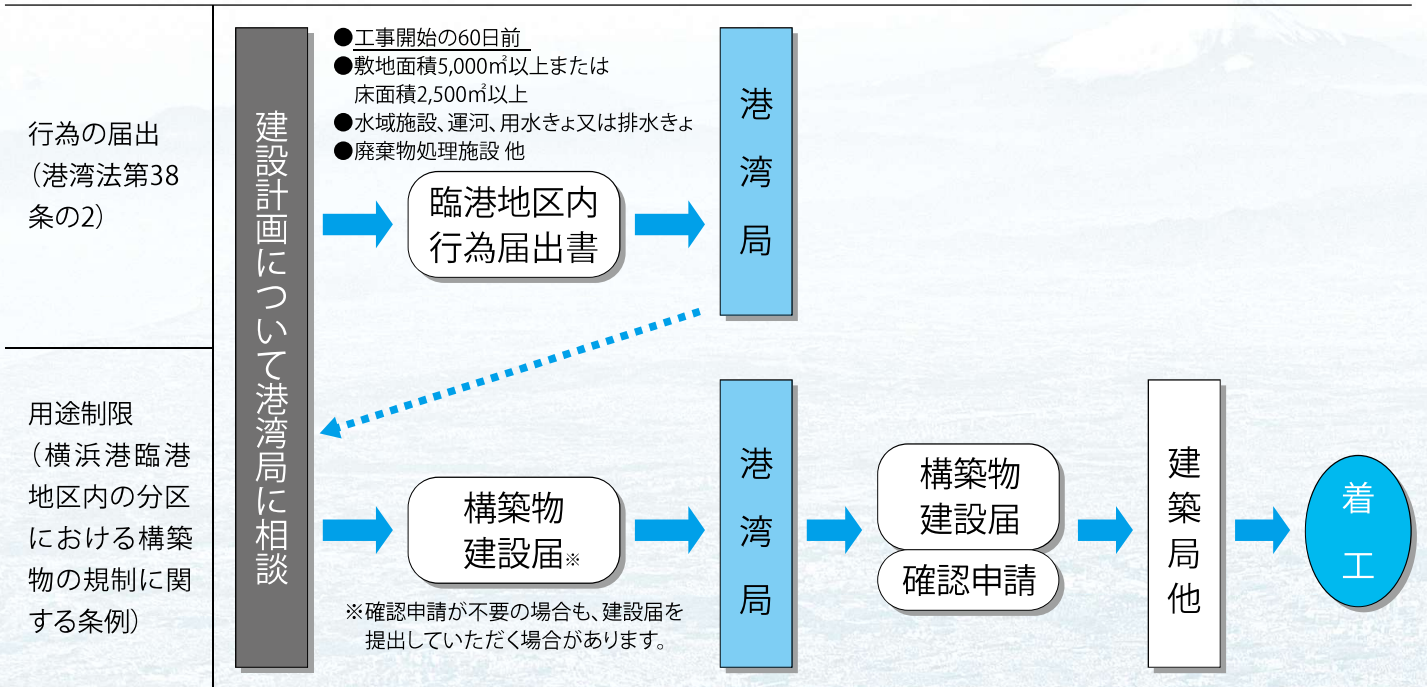 行為の届出
（港湾法第38
条の2）
建設計画について港湾局に相談
●工事開始の60日前
●敷地面積5,000㎡以上または
床面積2,500㎡以上
●水域施設、運河、用水きょ又は排水きょ
●廃棄物処理施設 他
臨港地区内
行為届出書
港湾局
用途制限
（横浜港臨港
地区内の分区
における構築
物の規制に関
する条例）
構築物
建設届※
※確認申請が不要の場合も、建設届を
提出していただく場合があります。
港湾局
構築物
建設届
確認申請
建築局他
着工